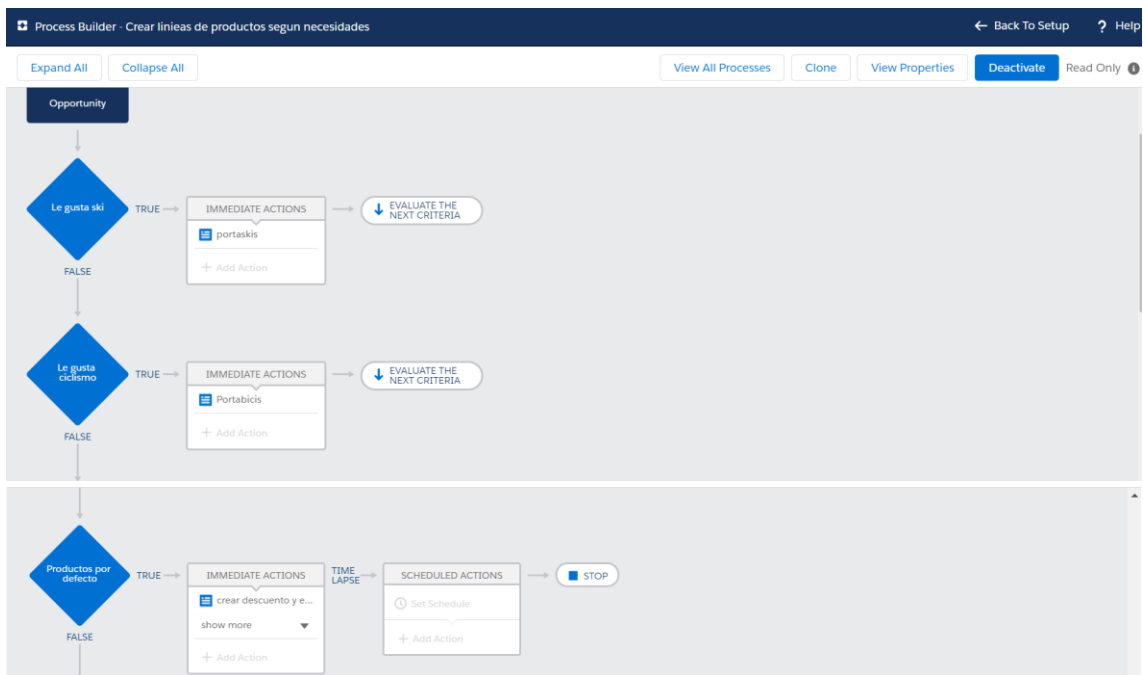 Process Builder - Crear linieas de productos segun necesidades
Back To Setup
? Help
Expand All
Collapse All
View All Processes
Clone
View Properties
Deactivate
Read Only
Opportunity
Le gusta ski
TRUE
IMMEDIATE ACTIONS
EVALUATE THE
NEXT CRITERIA
portaskis
+ Add Action
FALSE
Le gusta
ciclismo
TRUE
IMMEDIATE ACTIONS
EVALUATE THE
NEXT CRITERIA
Portabicis
+ Add Action
FALSE
Productos por
defecto
TRUE
IMMEDIATE ACTIONS
TIME
LAPSE
SCHEDULED ACTIONS
STOP
crear descuento y e...
Set Schedule
show more
+ Add Action
FALSE
+ Add Action